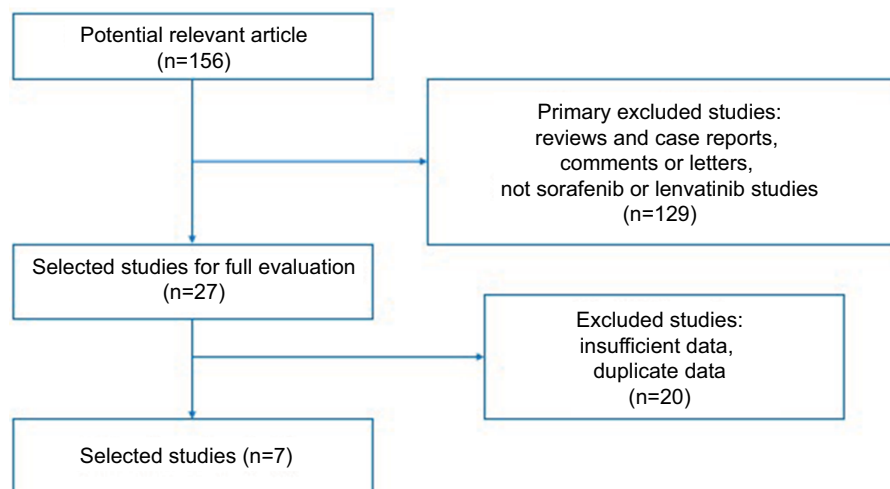 Potential relevant article
(n=156)
Primary excluded studies:
reviews and case reports,
comments or letters,
not sorafenib or lenvatinib studies
(n=129)
Selected studies for full evaluation
(n=27)
Excluded studies:
insufficient data,
duplicate data
(n=20)
Selected studies (n=7)